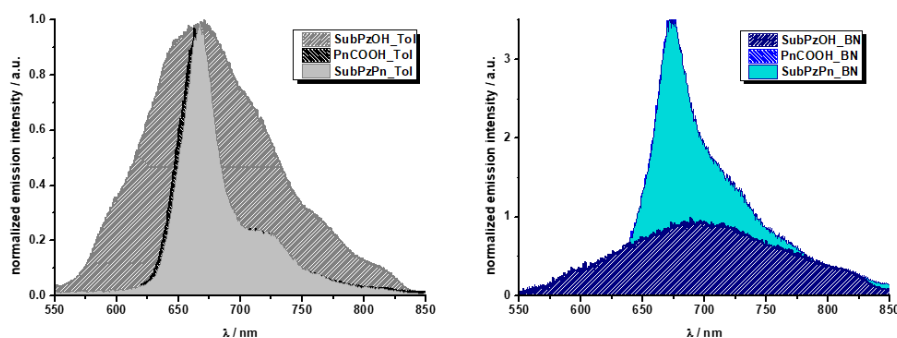 normalized emission intensity / a.u.
1.0
0.8
0.6
0.4
0.2
0.0
550 600 650 700 750 800 850
λ / nm
SubPzOH_Tol
PnCOOH_Tol
SubPzPn_Tol
normalized emission intensity / a.u.
3
2
1
0
550 600 650 700 750 800 850
λ / nm
SubPzOH_BN
PnCOOH_BN
SubPzPn_BN